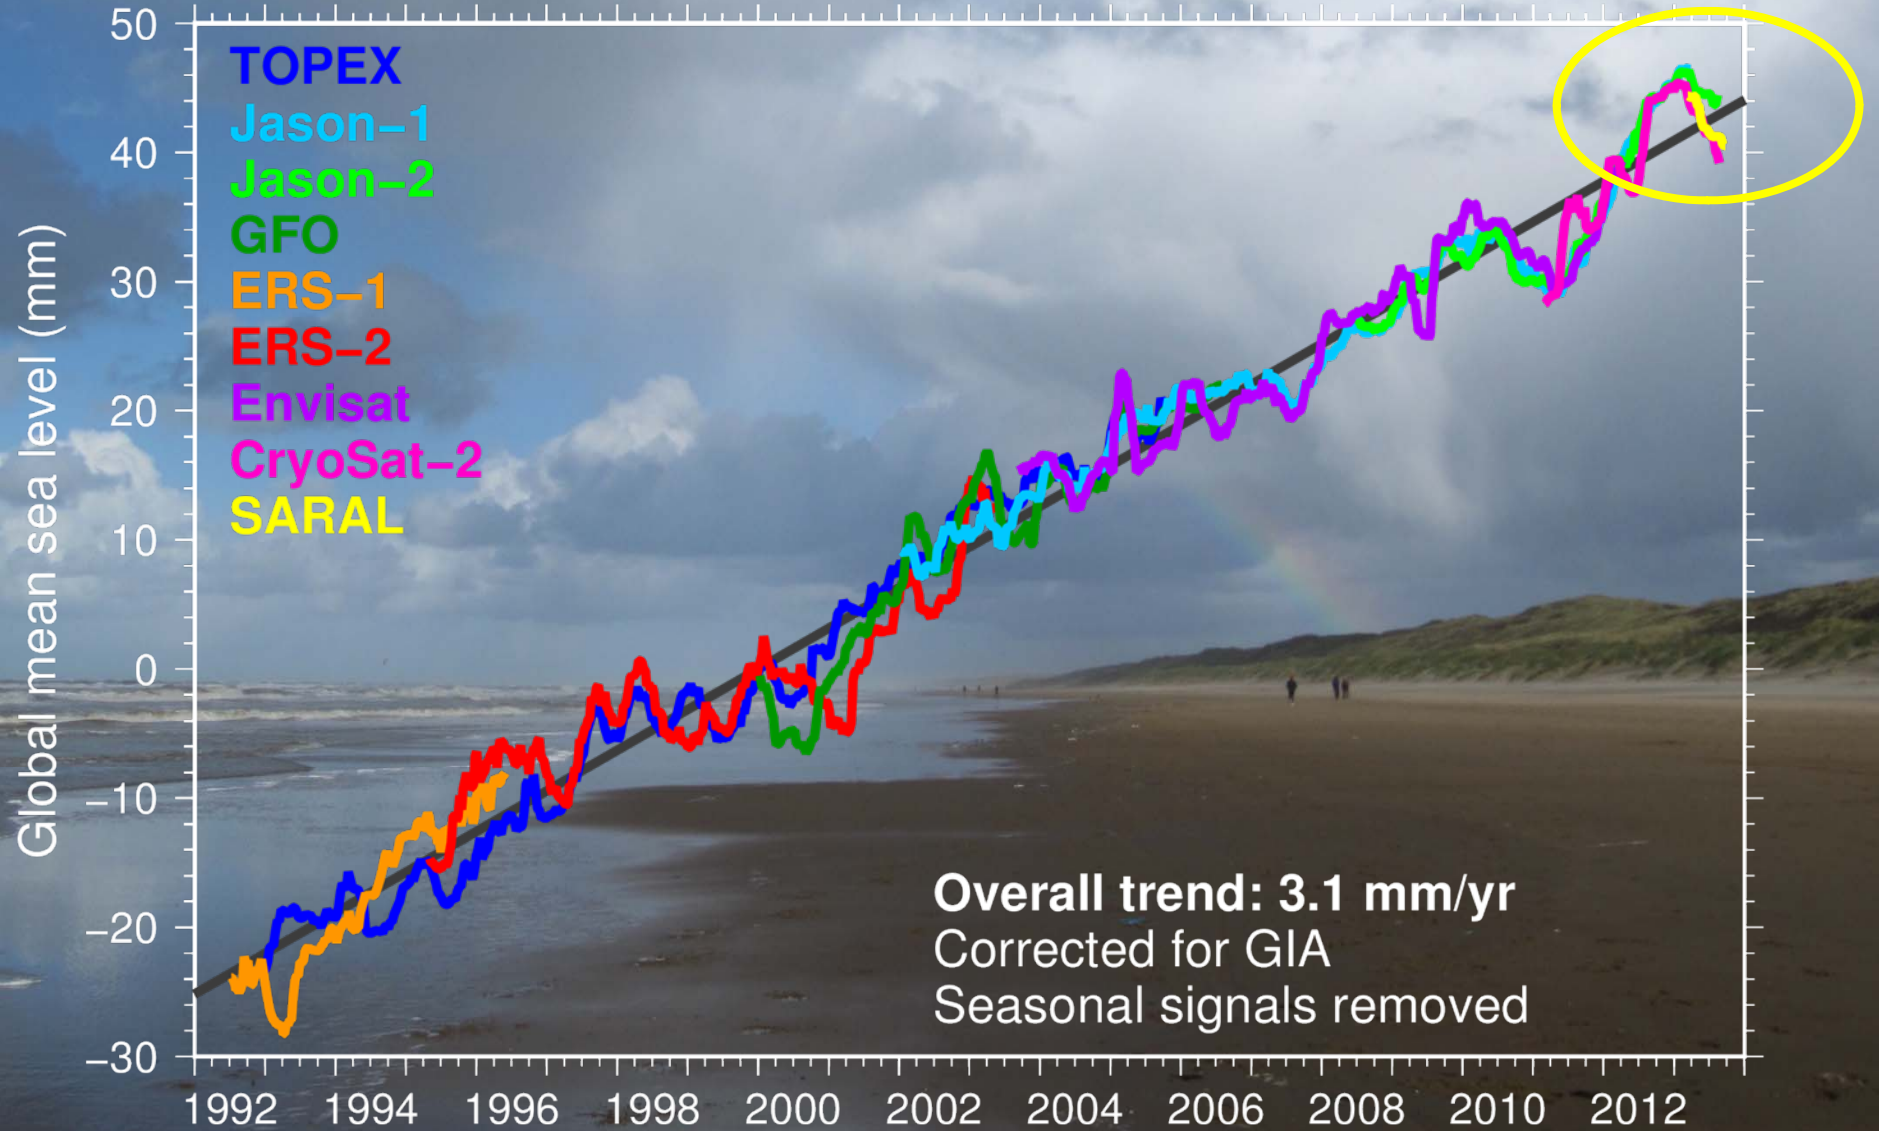 50
40
30
20
10
0
−10
−20
−30
Global mean sea level (mm)
TOPEX
Jason−1
Jason−2
GFO
ERS−1
ERS−2
Envisat
CryoSat−2
SARAL
Overall trend: 3.1 mm/yr
Corrected for GIA
Seasonal signals removed
1992 1994 1996 1998 2000 2002 2004 2006 2008 2010 2012